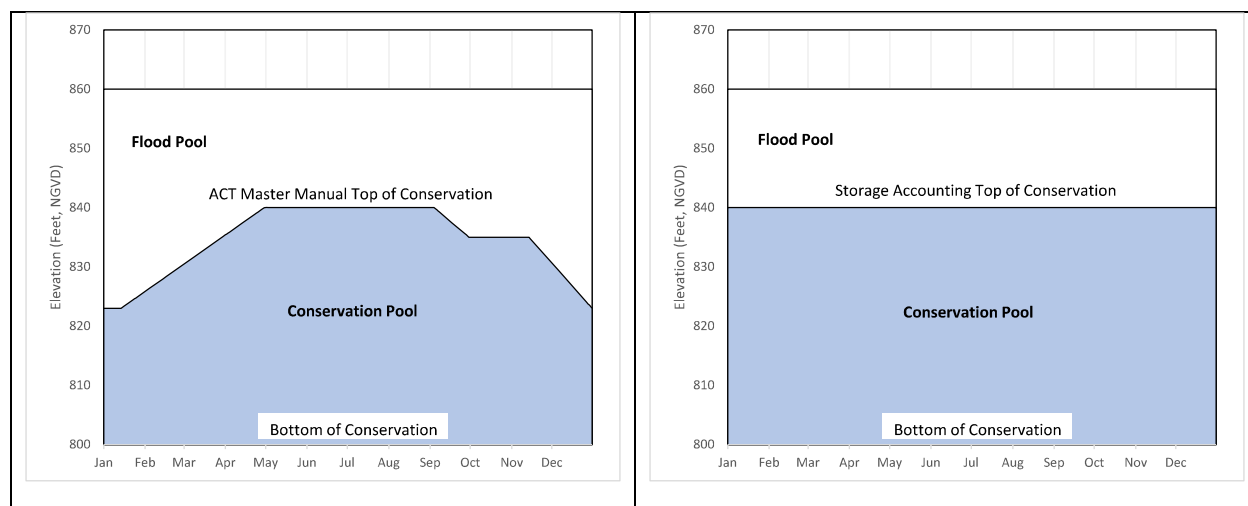 870
860
850
840
830
820
810
800
Elevation (Feet, NGVD)
Flood Pool
ACT Master Manual Top of Conservation
Conservation Pool
Bottom of Conservation
Jan Feb Mar Apr May Jun Jul Aug Sep Oct Nov Dec
870
860
850
840
830
820
810
800
Elevation (Feet, NGVD)
Flood Pool
Storage Accounting Top of Conservation
Conservation Pool
Bottom of Conservation
Jan Feb Mar Apr May Jun Jul Aug Sep Oct Nov Dec